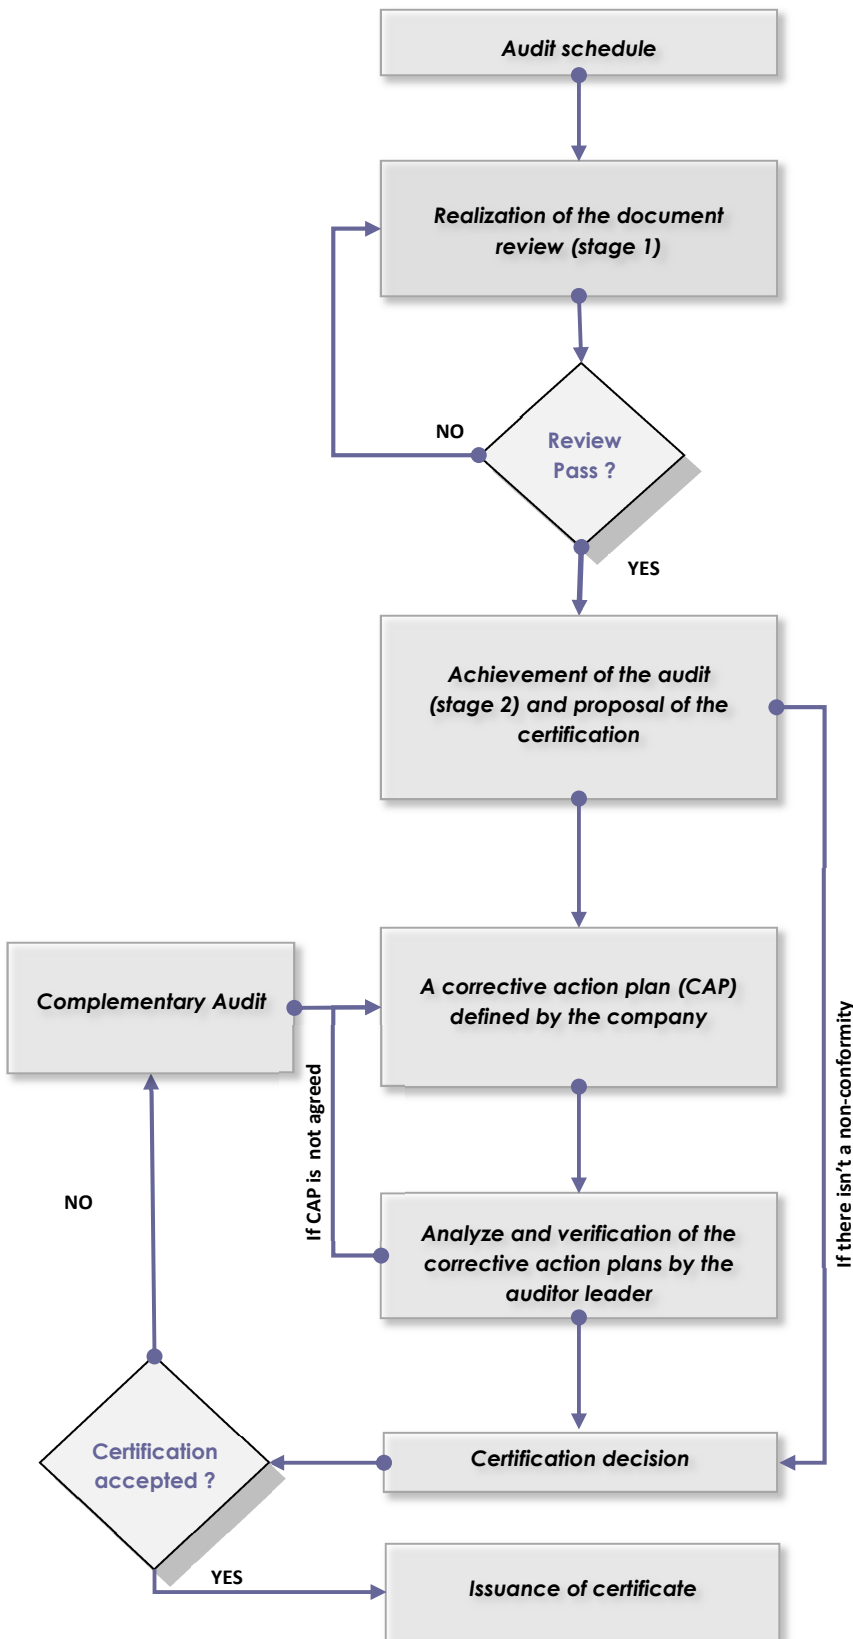 Audit schedule
Realization of the document
review (stage 1)
NO
Review
Pass ?
YES
Achievement of the audit
(stage 2) and proposal of the
certification
Complementary Audit
A corrective action plan (CAP)
defined by the company
If CAP is not agreed
If there isn't a non-conformity
NO
Analyze and verification of the
corrective action plans by the
auditor leader
Certification
accepted ?
Certification decision
YES
Issuance of certificate